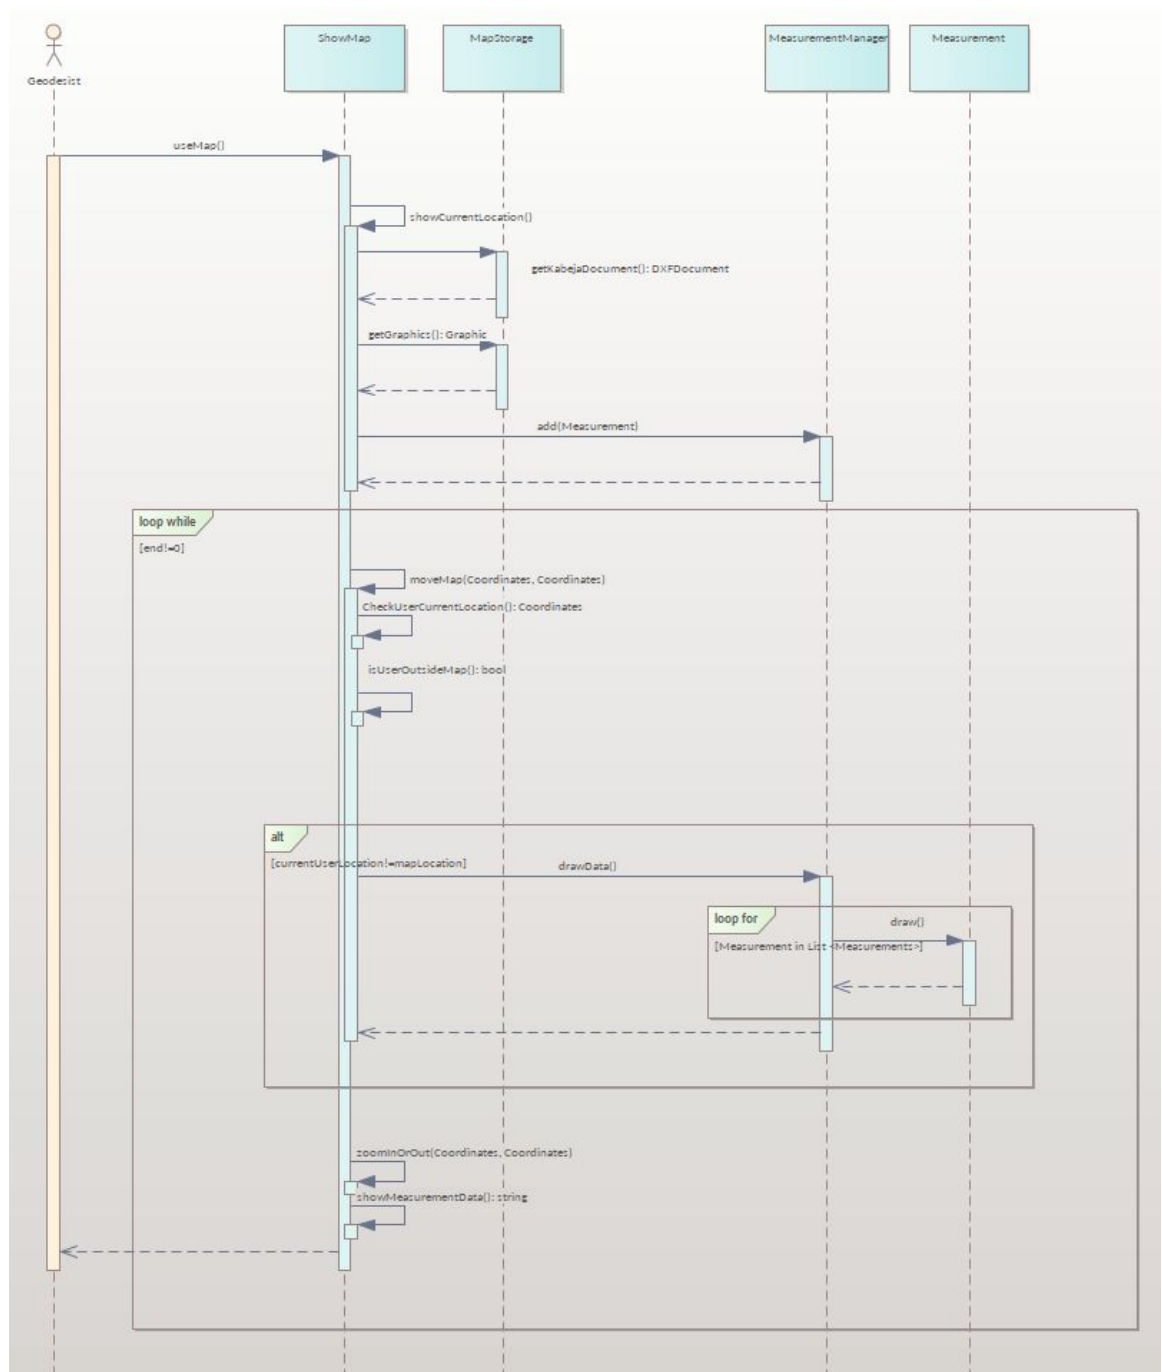 ShowMap
MapStorage
MeasurementManager
Measurement
Geodesist
useMap()
showCurrentLocation()
getKabejaDocument(): DXFDocument
getGraphics(): Graphic
add(Measurement)
loop while
[end!=0]
moveMap(Coordinates, Coordinates)
CheckUserCurrentLocation(): Coordinates
isUserOutsideMap(): bool
alt
[currentUserLocation!=mapLocation]
drawData()
loop for
draw()
[Measurement in List <Measurements>]
zoomInOrOut(Coordinates, Coordinates)
showMeasurementData(): string